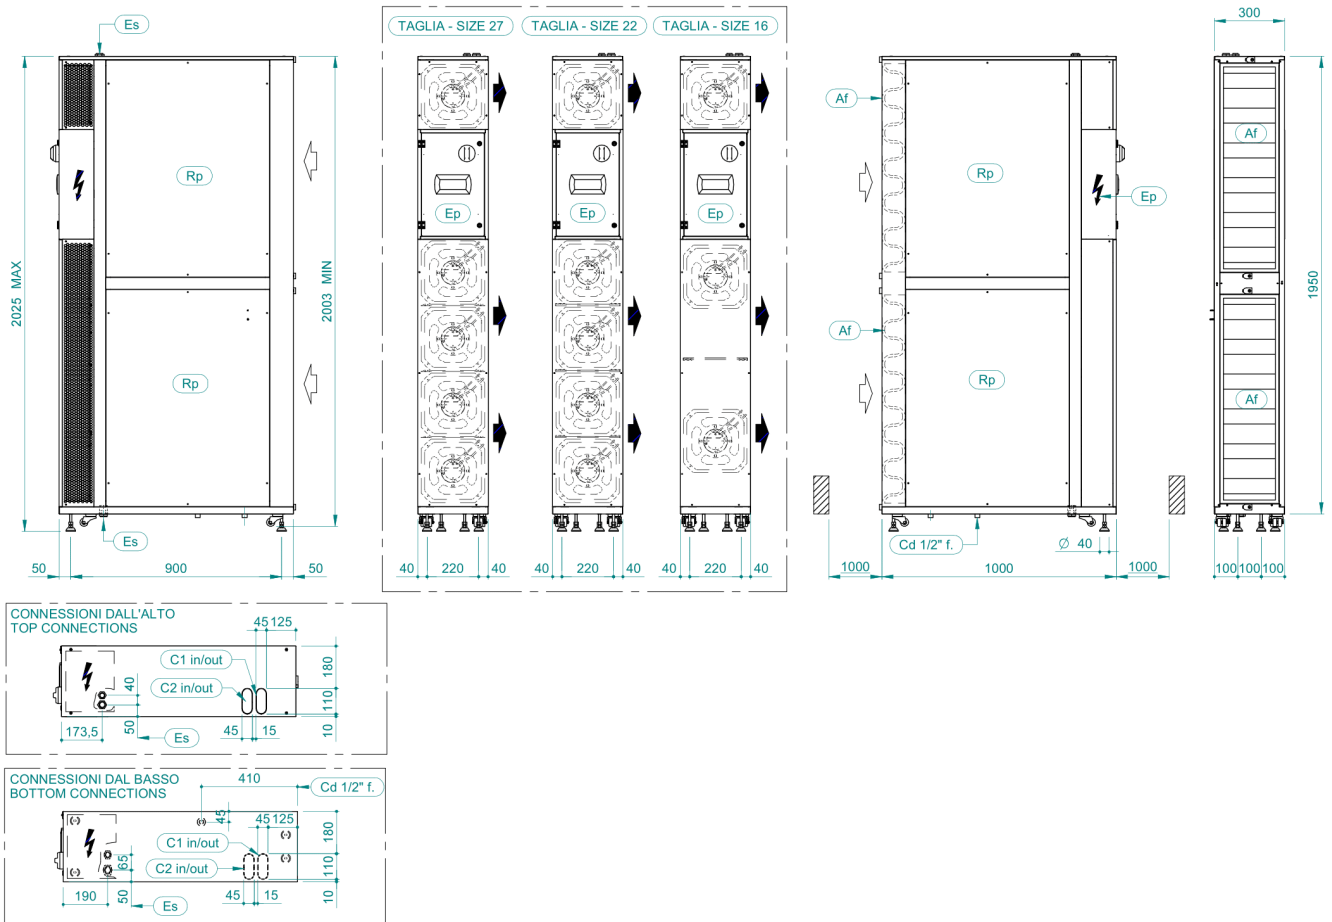 Es
TAGLIA - SIZE 27
TAGLIA - SIZE 22
TAGLIA - SIZE 16
300
Af
Af
Rp
Rp
Ep
Ep
Ep
Ep
2025 MAX
2003 MIN
1950
Af
Rp
Rp
Af
Es
Cd 1/2" f.
Ø 40
50
900
50
40
220
40
40
220
40
40
220
40
1000
1000
1000
100
100
100
CONNESSIONI DALL'ALTO
TOP CONNECTIONS
45
125
C1 in/out
C2 in/out
180
110
10
40
50
173,5
Es
45
15
CONNESSIONI DAL BASSO
BOTTOM CONNECTIONS
410
Cd 1/2" f.
45
45
125
C1 in/out
C2 in/out
180
110
10
65
50
190
Es
45
15